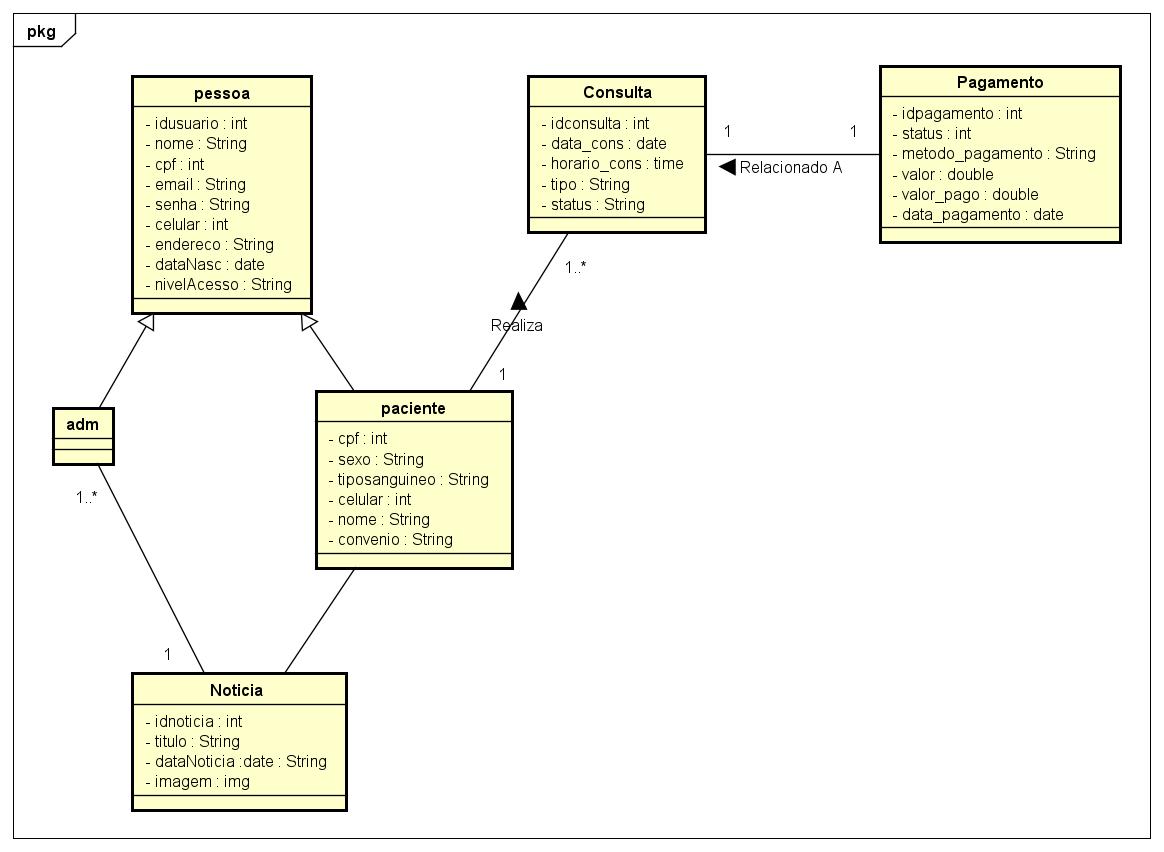 pkg
pessoa
- idusuario : int
- nome : String
- cpf : int
- email : String
- senha : String
- celular : int
- endereco : String
- dataNasc : date
- nivelAcesso : String
Consulta
- idconsulta : int
- data_cons : date
- horario_cons : time
- tipo : String
- status : String
1
1
Relacionado A
Pagamento
- idpagamento : int
- status : int
- metodo_pagamento : String
- valor : double
- valor_pago : double
- data_pagamento : date
1..*
Realiza
1
adm
1..*
paciente
- cpf : int
- sexo : String
- tiposanguineo : String
- celular : int
- nome : String
- convenio : String
1
Noticia
- idnoticia : int
- titulo : String
- dataNoticia :date : String
- imagem : img